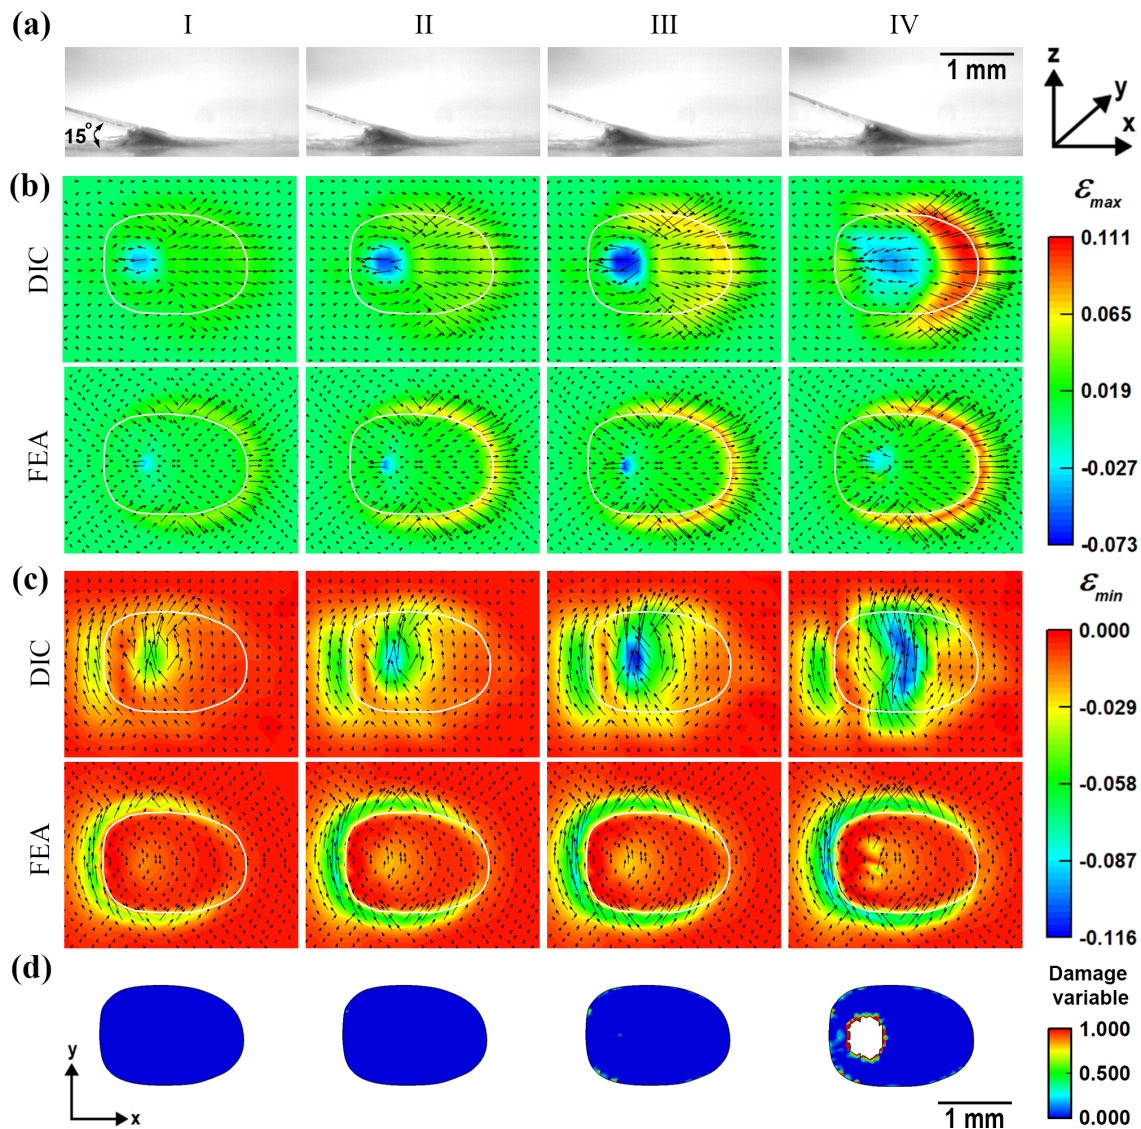 (a)
I
II
III
IV
15°
1 mm
z
y
x
(b)
DIC
FEA
ε max
0.111
0.065
0.019
-0.027
-0.073
(c)
DIC
FEA
ε min
0.000
-0.029
-0.058
-0.087
-0.116
(d)
y
x
1 mm
Damage
variable
1.000
0.500
0.000